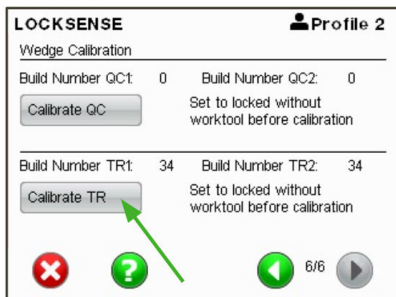 LOCKSENSE Profile 2
Wedge Calibration
Build Number QC1: 0 Build Number QC2: 0
Calibrate QC
Set to locked without
worktool before calibration
Build Number TR1: 34 Build Number TR2: 34
Calibrate TR
Set to locked without
worktool before calibration
? 6/6